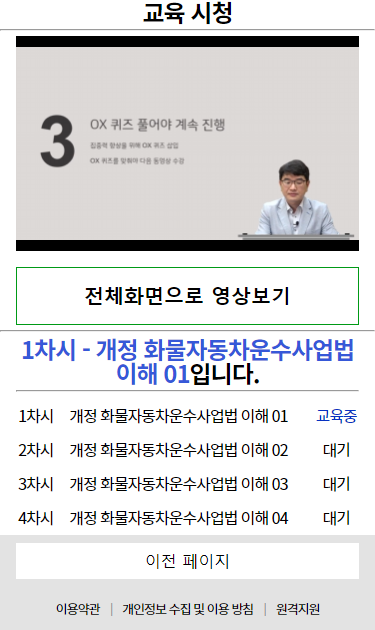 교육 시청
3
OX 퀴즈 풀어야 계속 진행
집중력 향상을 위해 OX 퀴즈 삽입
OX 퀴즈를 맞춰야 다음 동영상 수강
전체화면으로 영상보기
1차시 - 개정 화물자동차운수사업법
이해 01입니다.
1차시 개정 화물자동차운수사업법 이해 01 교육중
2차시 개정 화물자동차운수사업법 이해 02 대기
3차시 개정 화물자동차운수사업법 이해 03 대기
4차시 개정 화물자동차운수사업법 이해 04 대기
이전 페이지
이용약관 | 개인정보 수집 및 이용 방침 | 원격지원